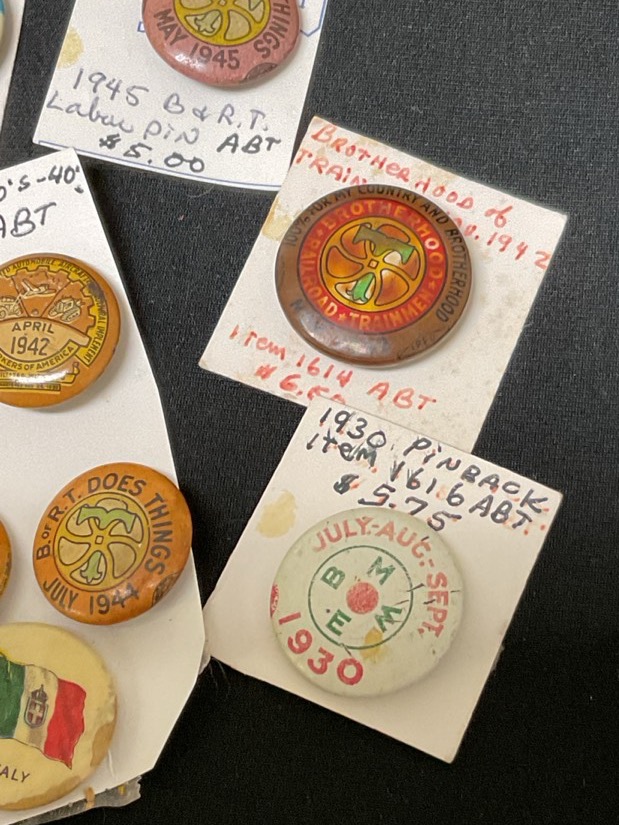 THINGS
MAY 1945
1945 B & R.T.
Labor PiN ABT
$5.00
0's-40's
ABT
BROTHERHOOD of
TRAIN
NOV. 1942
100% FOR MY COUNTRY AND BROTHERHOOD
BROTHERHOOD
RAILROAD ★ TRAINMEN
item 1614 ABT
APRIL
1942
WORKERS OF AMERICA
1930 PiNBACK
item 1616 ABT
$5.75
B. OF R.T. DOES THINGS
JULY 1944
JULY-AUG.-SEPT.
B M W E
1930
ITALY